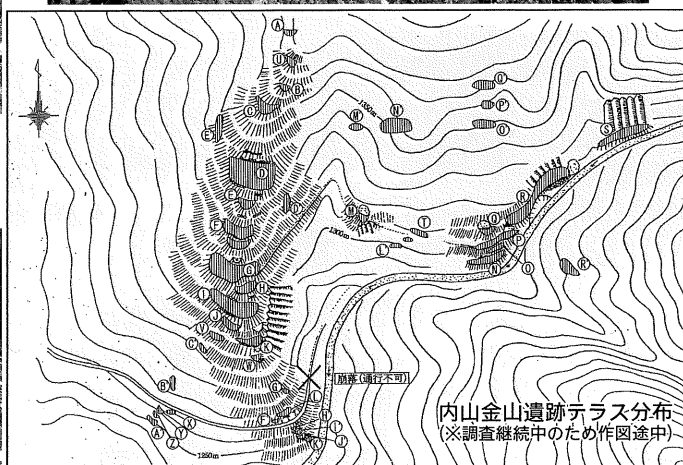 A
U
B
C
E
D
1350m
M'
N'
Q'
P'
O'
S
E'
D'
F
M
1300m
T
L'
Q
R
P
O
N
R'
G
H
I
J
V
C'
W
K
B'
G'
崩落(通行不可)
L
F'
H'
I'
J'
K'
A'
Y
X
Z
1250m
内山金山遺跡テラス分布
(※調査継続中のため作図途中)